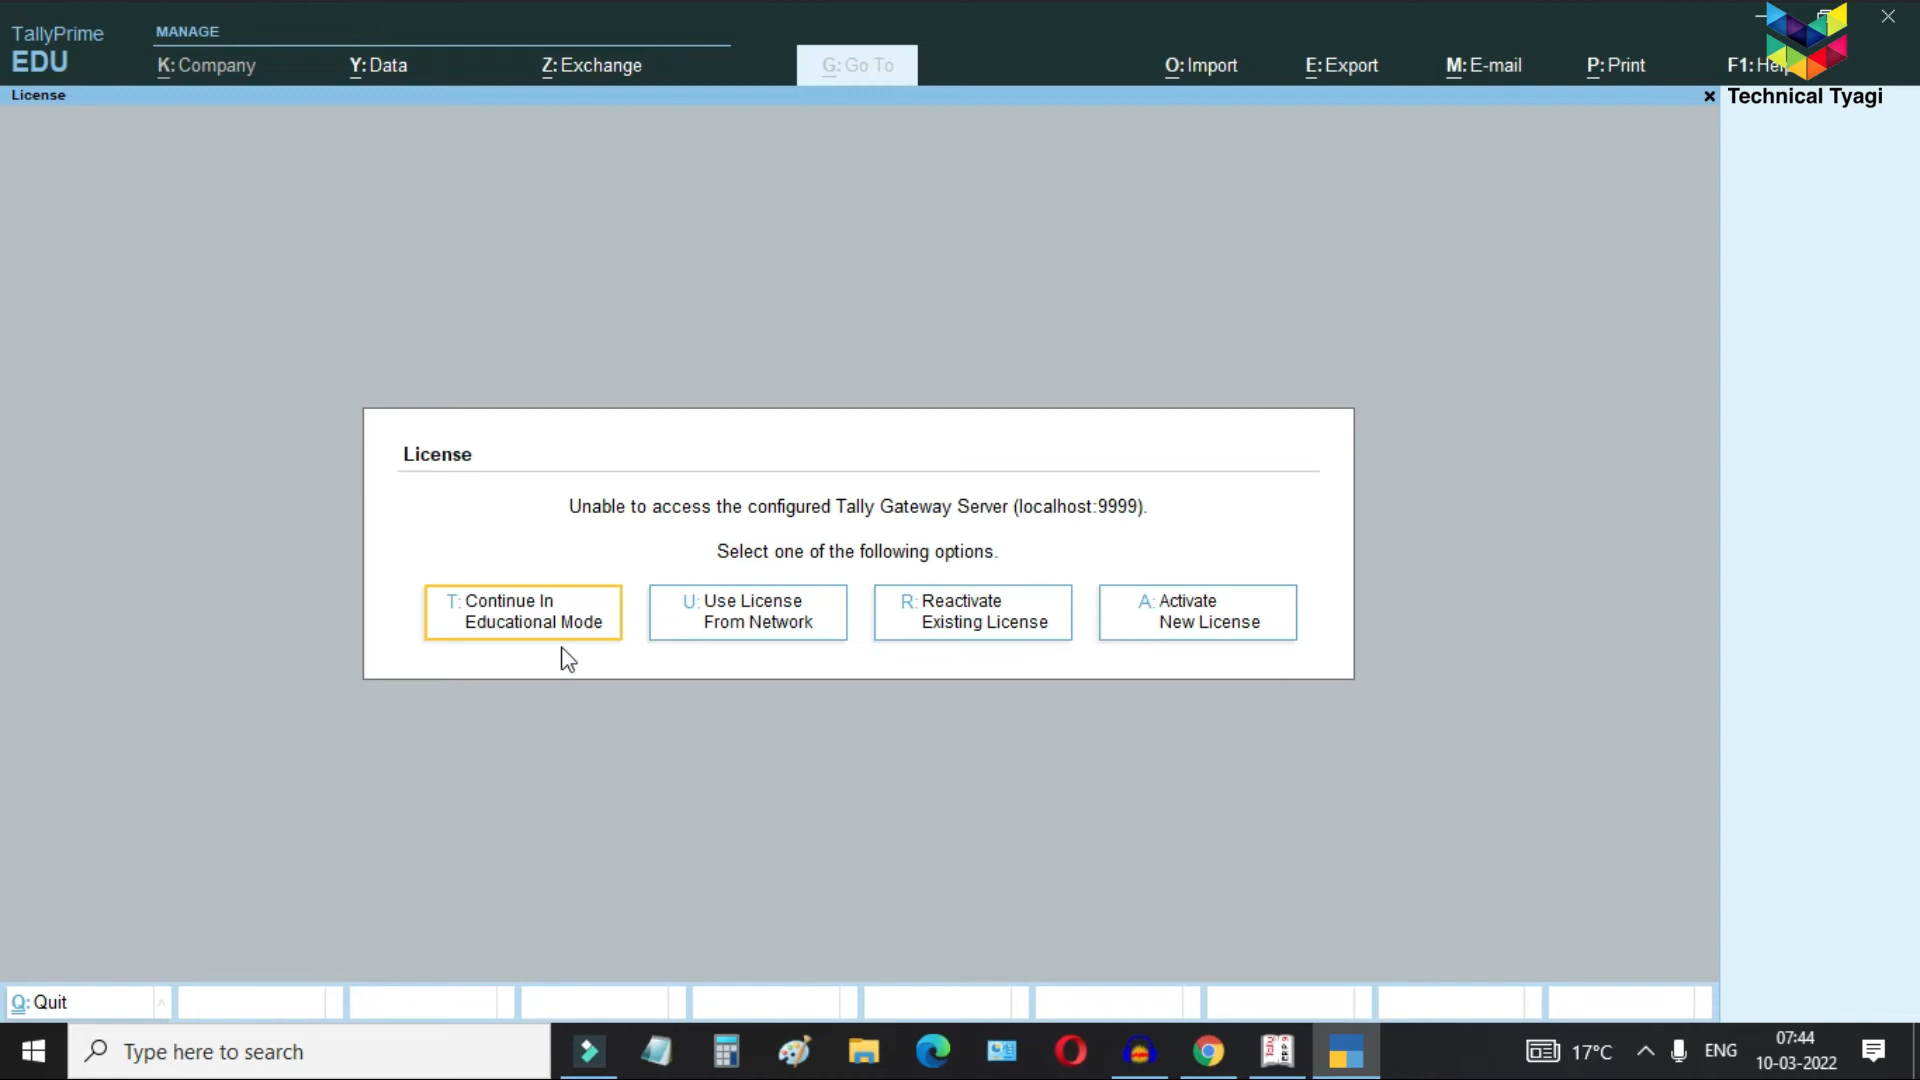 TallyPrime
EDU
MANAGE
K: Company
Y: Data
Z: Exchange
G: Go To
O: Import
E: Export
M: E-mail
P: Print
F1:
License
×
Technical Tyagi
License
Unable to access the configured Tally Gateway Server (localhost:9999).
Select one of the following options.
T: Continue In
Educational Mode
U: Use License
From Network
R: Reactivate
Existing License
A: Activate
New License
Q: Quit
Type here to search
17°C
ENG
07:44
10-03-2022